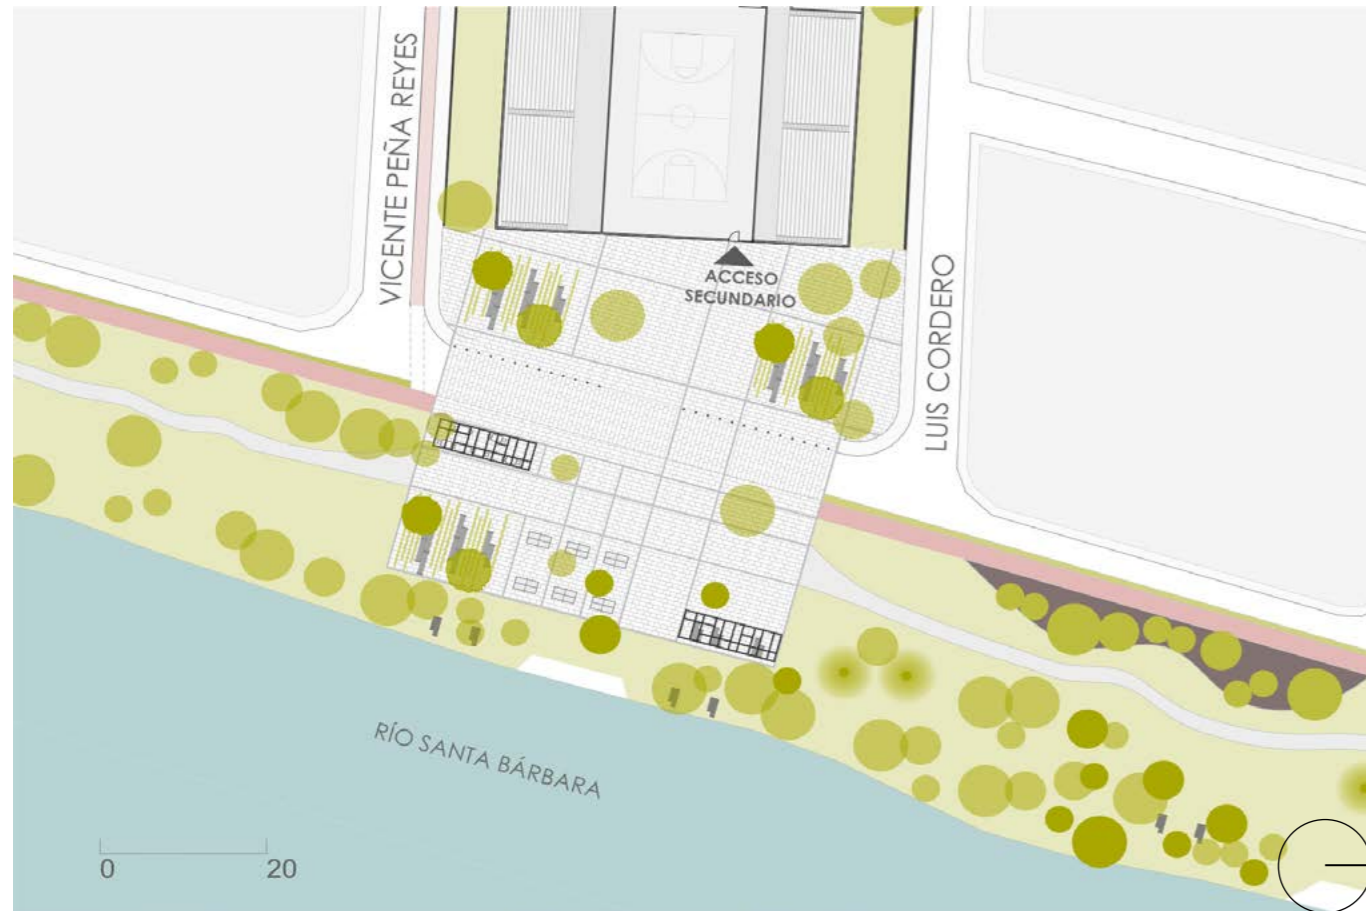 VICENTE PEÑA REYES
ACCESO
SECUNDARIO
LUIS CORDERO
RÍO SANTA BÁRBARA
0 20